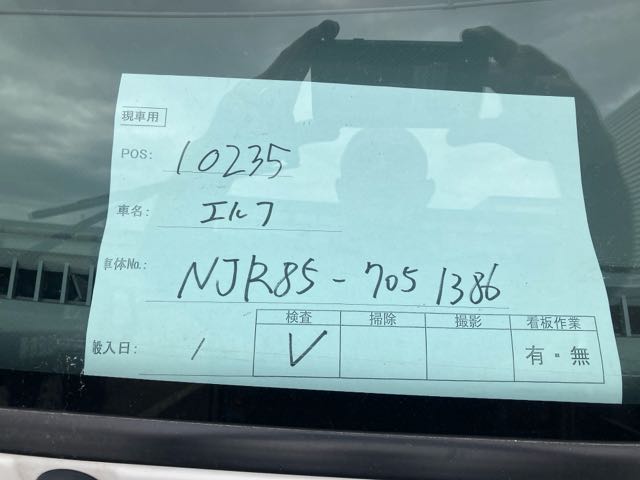 現車用
POS: 10235
車名: エルフ
車体No.: NJR85-7051386
搬入日: /
検査 掃除 撮影 看板作業
V 有・無